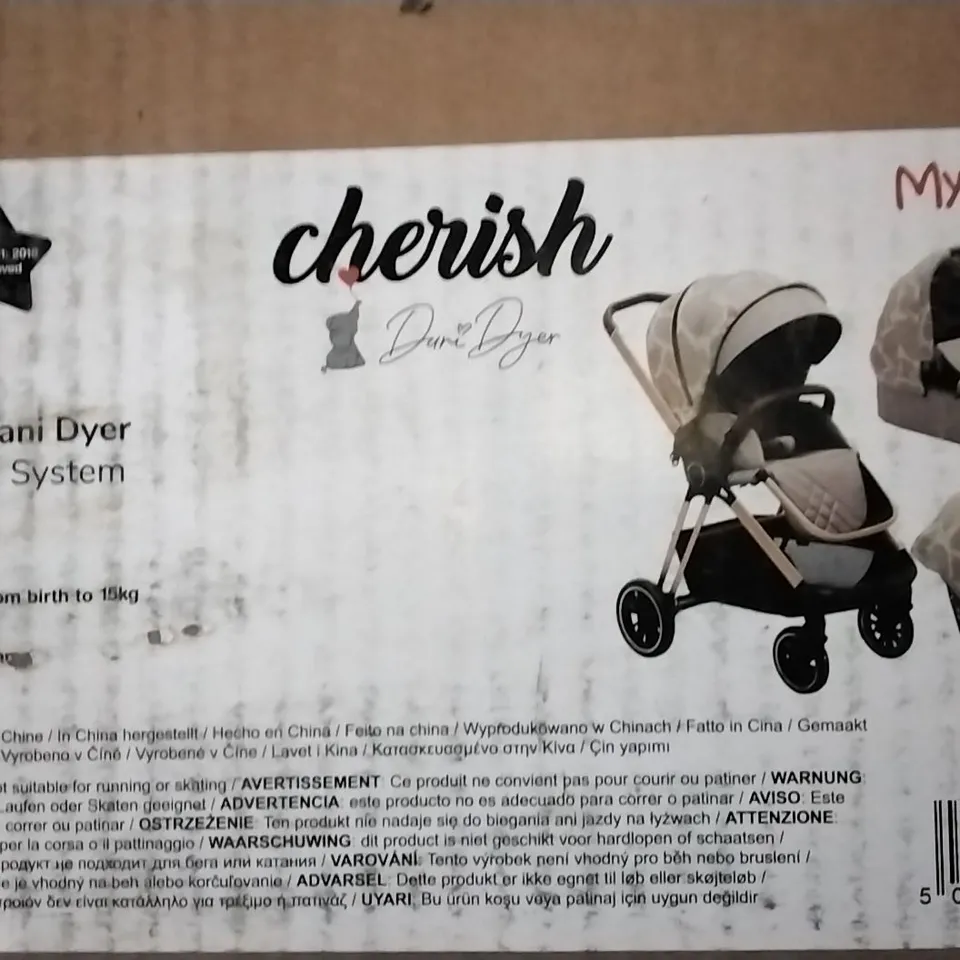 My
cherish
Dani Dyer
2018
ani Dyer
System
om birth to 15kg
Chine / In China hergestellt / Hecho en China / Feito na china / Wyprodukowano w Chinach / Fatto in Cina / Gemaakt
Vyrobeno v Číně / Vyrobené v Číne / Lavet i Kina / Κατασκευασμένο στην Κίνα / Çin yapımı
ot suitable for running or skating / AVERTISSEMENT: Ce produit ne convient pas pour courir ou patiner / WARNUNG:
Laufen oder Skaten geeignet / ADVERTENCIA: este producto no es adecuado para correr o patinar / AVISO: Este
correr ou patinar / OSTRZEŻENIE: Ten produkt nie nadaje się do biegania ani jazdy na łyżwach / ATTENZIONE:
per la corsa o il pattinaggio / WAARSCHUWING: dit product is niet geschikt voor hardlopen of schaatsen /
родукт не подходит для бега или катания / VAROVÁNÍ: Tento výrobek není vhodný pro běh nebo bruslení /
e je vhodný na beh alebo korčuľovanie / ADVARSEL: Dette produkt er ikke egnet til løb eller skøjteløb /
προϊόν δεν είναι κατάλληλο για τρέξιμο ή πατινάζ / UYARI: Bu ürün koşu veya patinaj için uygun değildir
5